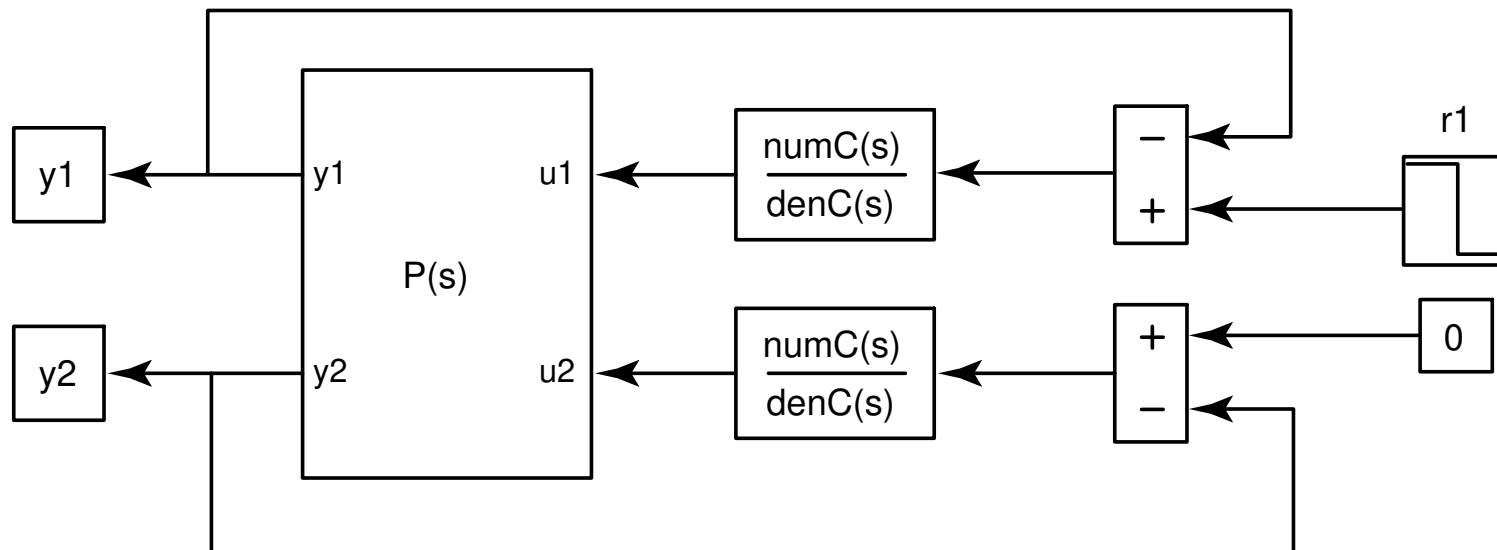 r1
numC(s)
denC(s)
−
+
y1
y1
u1
P(s)
numC(s)
denC(s)
+
−
0
y2
y2
u2